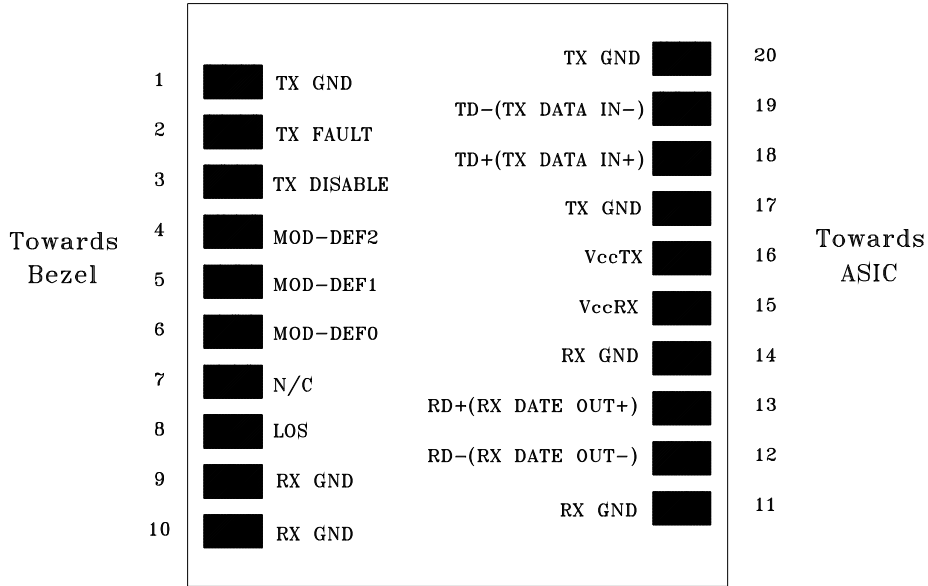 Towards
Bezel
1 TX GND
2 TX FAULT
3 TX DISABLE
4 MOD-DEF2
5 MOD-DEF1
6 MOD-DEF0
7 N/C
8 LOS
9 RX GND
10 RX GND
TX GND 20
TD-(TX DATA IN-) 19
TD+(TX DATA IN+) 18
TX GND 17
VccTX 16
VccRX 15
RX GND 14
RD+(RX DATE OUT+) 13
RD-(RX DATE OUT-) 12
RX GND 11
Towards
ASIC